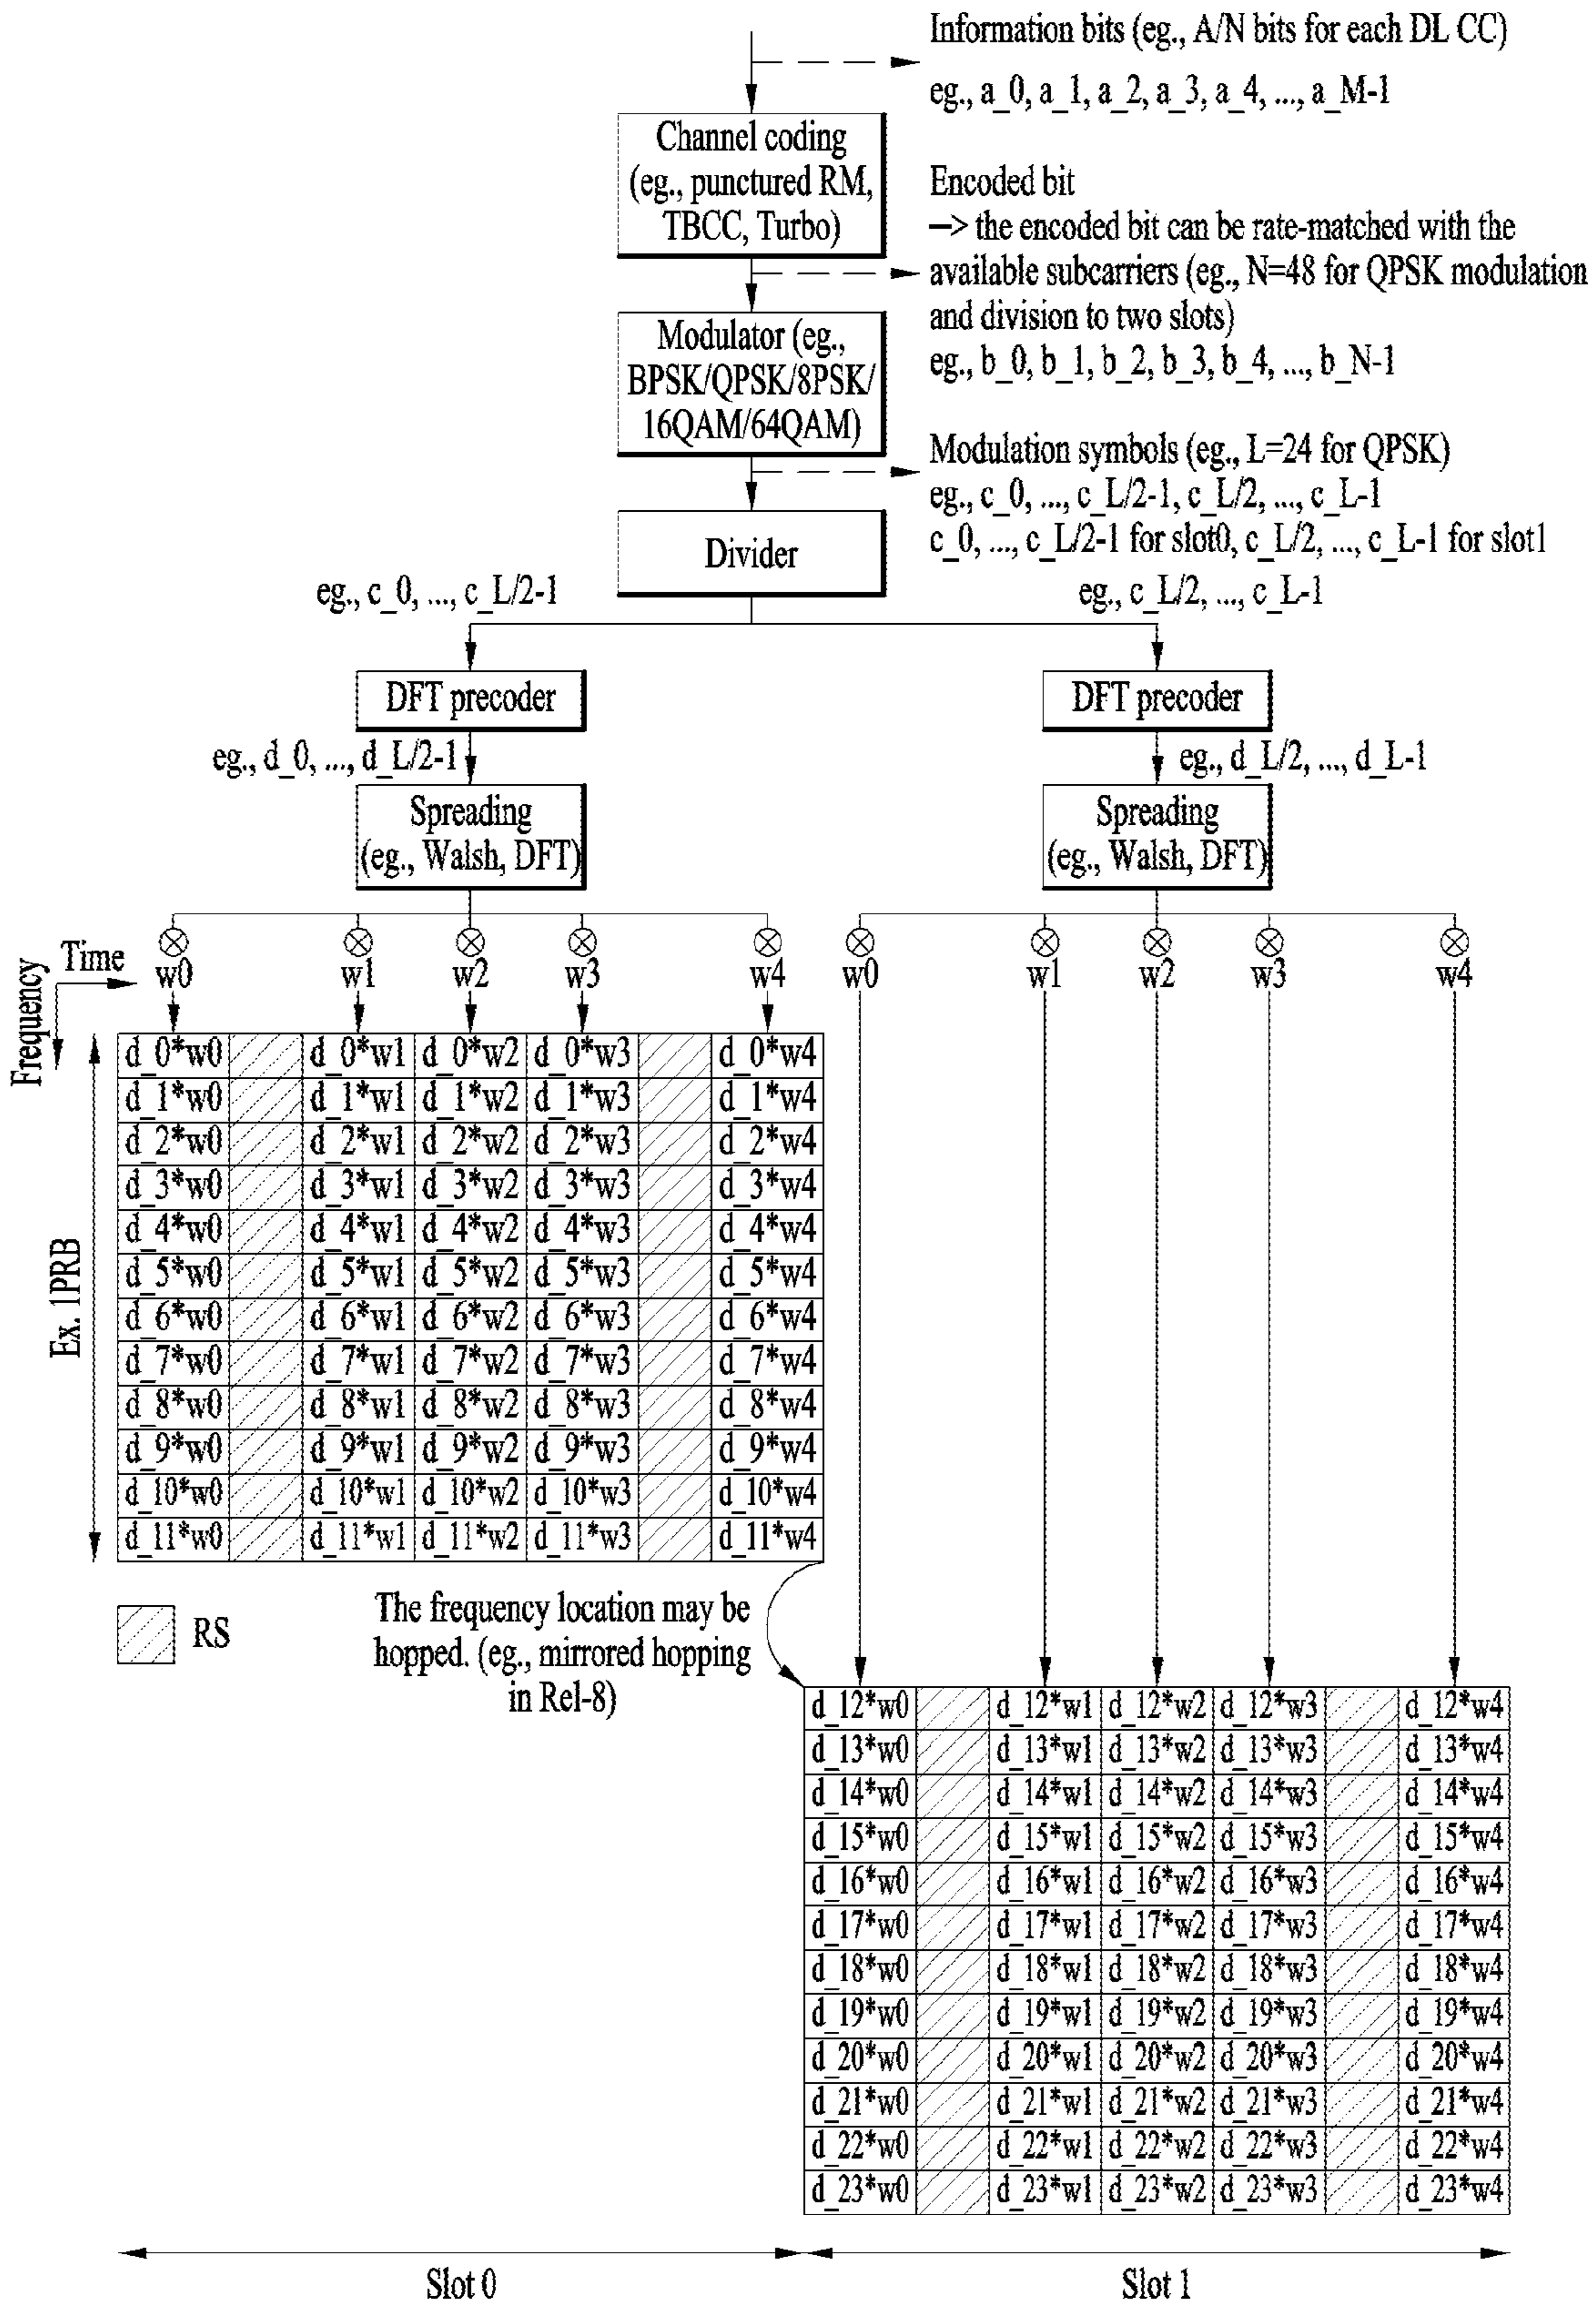 Information bits (eg., A/N bits for each DL CC)
eg., a_0, a_1, a_2, a_3, a_4, ..., a_M-1
Channel coding
(eg., punctured RM,
TBCC, Turbo)
Encoded bit
—> the encoded bit can be rate-matched with the
available subcarriers (eg., N=48 for QPSK modulation
and division to two slots)
eg., b_0, b_1, b_2, b_3, b_4, ..., b_N-1
Modulator (eg.,
BPSK/QPSK/8PSK/
16QAM/64QAM)
Modulation symbols (eg., L=24 for QPSK)
eg., c_0, ..., c_L/2-1, c_L/2, ..., c_L-1
c_0, ..., c_L/2-1 for slot0, c_L/2, ..., c_L-1 for slot1
Divider
eg., c_0, ..., c_L/2-1
eg., c_L/2, ..., c_L-1
DFT precoder
DFT precoder
eg., d_0, ..., d_L/2-1
eg., d_L/2, ..., d_L-1
Spreading
(eg., Walsh, DFT)
Spreading
(eg., Walsh, DFT)
Time
Frequency
w0 w1 w2 w3 w4
w0 w1 w2 w3 w4
Ex. 1PRB
d_0*w0 d_0*w1 d_0*w2 d_0*w3 d_0*w4
d_1*w0 d_1*w1 d_1*w2 d_1*w3 d_1*w4
d_2*w0 d_2*w1 d_2*w2 d_2*w3 d_2*w4
d_3*w0 d_3*w1 d_3*w2 d_3*w3 d_3*w4
d_4*w0 d_4*w1 d_4*w2 d_4*w3 d_4*w4
d_5*w0 d_5*w1 d_5*w2 d_5*w3 d_5*w4
d_6*w0 d_6*w1 d_6*w2 d_6*w3 d_6*w4
d_7*w0 d_7*w1 d_7*w2 d_7*w3 d_7*w4
d_8*w0 d_8*w1 d_8*w2 d_8*w3 d_8*w4
d_9*w0 d_9*w1 d_9*w2 d_9*w3 d_9*w4
d_10*w0 d_10*w1 d_10*w2 d_10*w3 d_10*w4
d_11*w0 d_11*w1 d_11*w2 d_11*w3 d_11*w4
RS
The frequency location may be
hopped. (eg., mirrored hopping
in Rel-8)
d_12*w0 d_12*w1 d_12*w2 d_12*w3 d_12*w4
d_13*w0 d_13*w1 d_13*w2 d_13*w3 d_13*w4
d_14*w0 d_14*w1 d_14*w2 d_14*w3 d_14*w4
d_15*w0 d_15*w1 d_15*w2 d_15*w3 d_15*w4
d_16*w0 d_16*w1 d_16*w2 d_16*w3 d_16*w4
d_17*w0 d_17*w1 d_17*w2 d_17*w3 d_17*w4
d_18*w0 d_18*w1 d_18*w2 d_18*w3 d_18*w4
d_19*w0 d_19*w1 d_19*w2 d_19*w3 d_19*w4
d_20*w0 d_20*w1 d_20*w2 d_20*w3 d_20*w4
d_21*w0 d_21*w1 d_21*w2 d_21*w3 d_21*w4
d_22*w0 d_22*w1 d_22*w2 d_22*w3 d_22*w4
d_23*w0 d_23*w1 d_23*w2 d_23*w3 d_23*w4
Slot 0
Slot 1